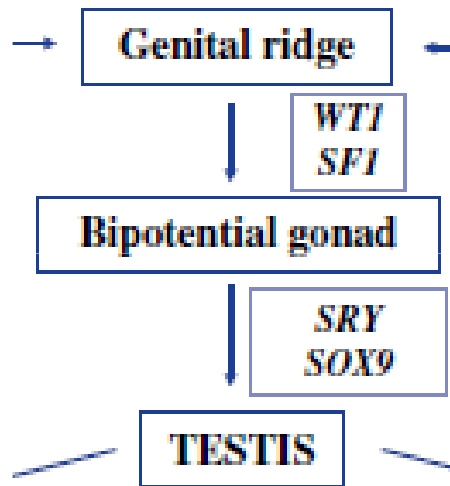 Genital ridge
WT1
SF1
Bipotential gonad
SRY
SOX9
TESTIS